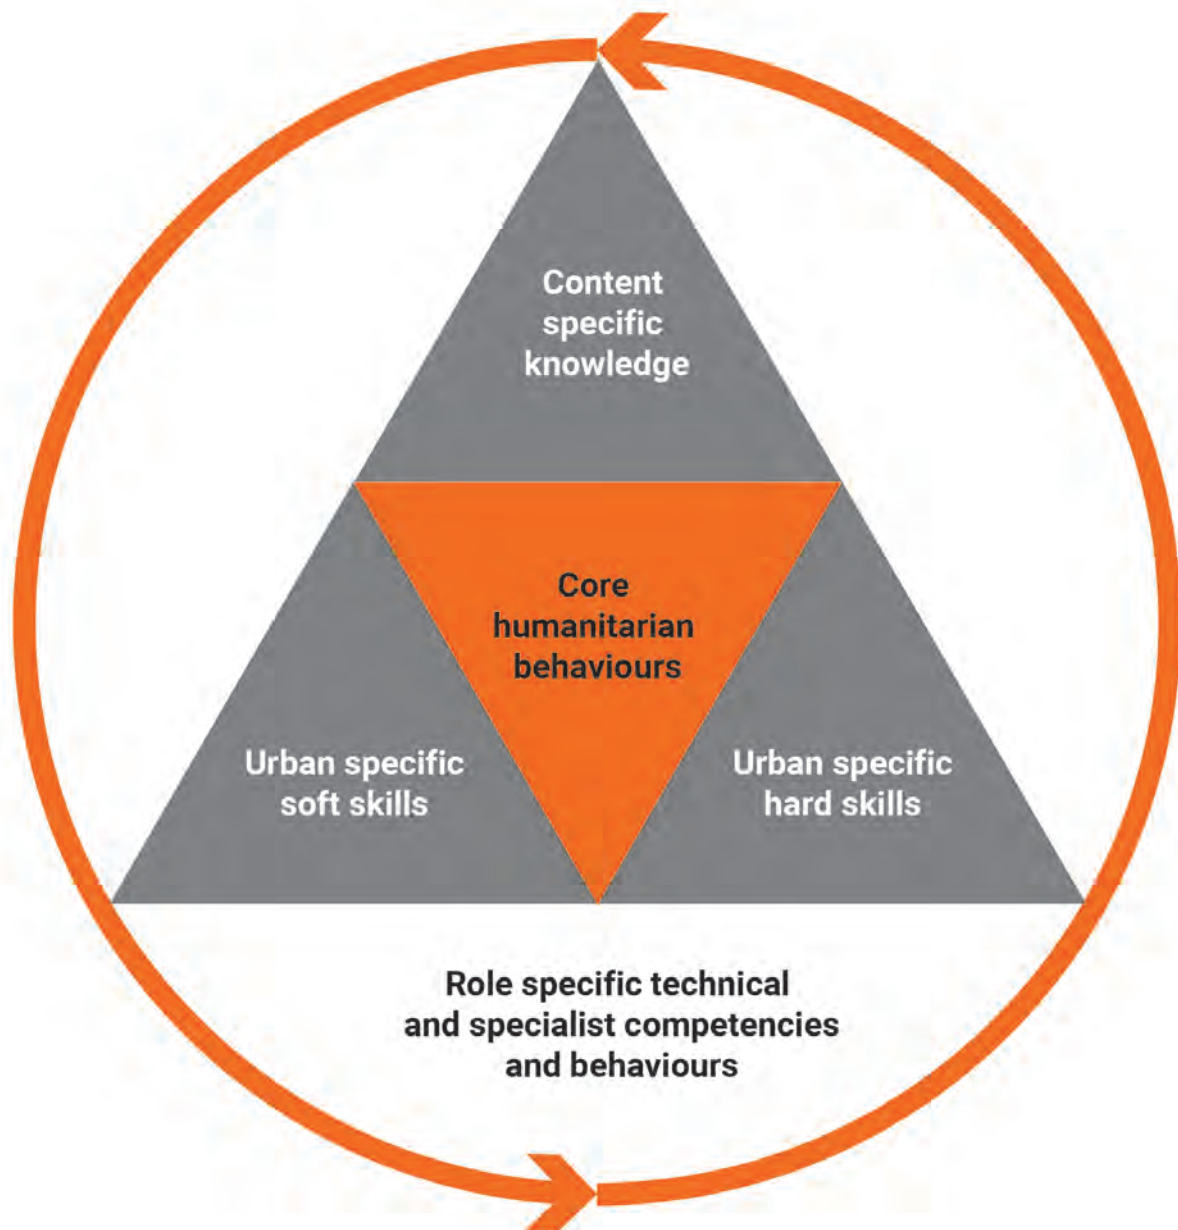 Content
specific
knowledge
Core
humanitarian
behaviours
Urban specific
soft skills
Urban specific
hard skills
Role specific technical
and specialist competencies
and behaviours